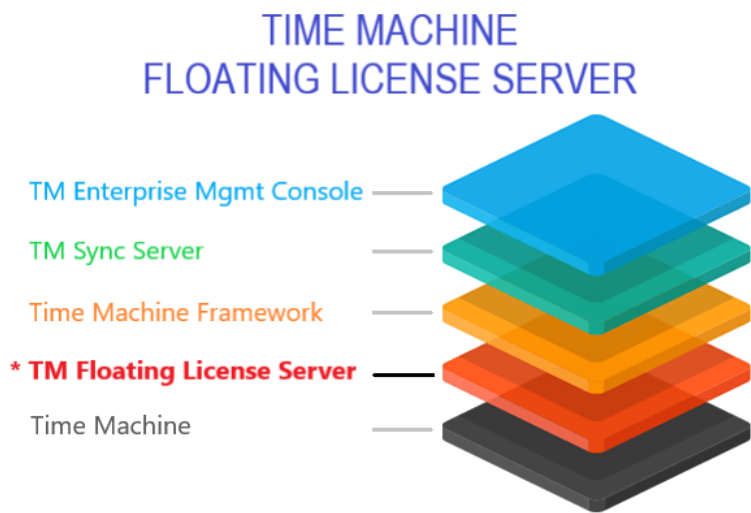 TIME MACHINE
FLOATING LICENSE SERVER
TM Enterprise Mgmt Console
TM Sync Server
Time Machine Framework
* TM Floating License Server
Time Machine